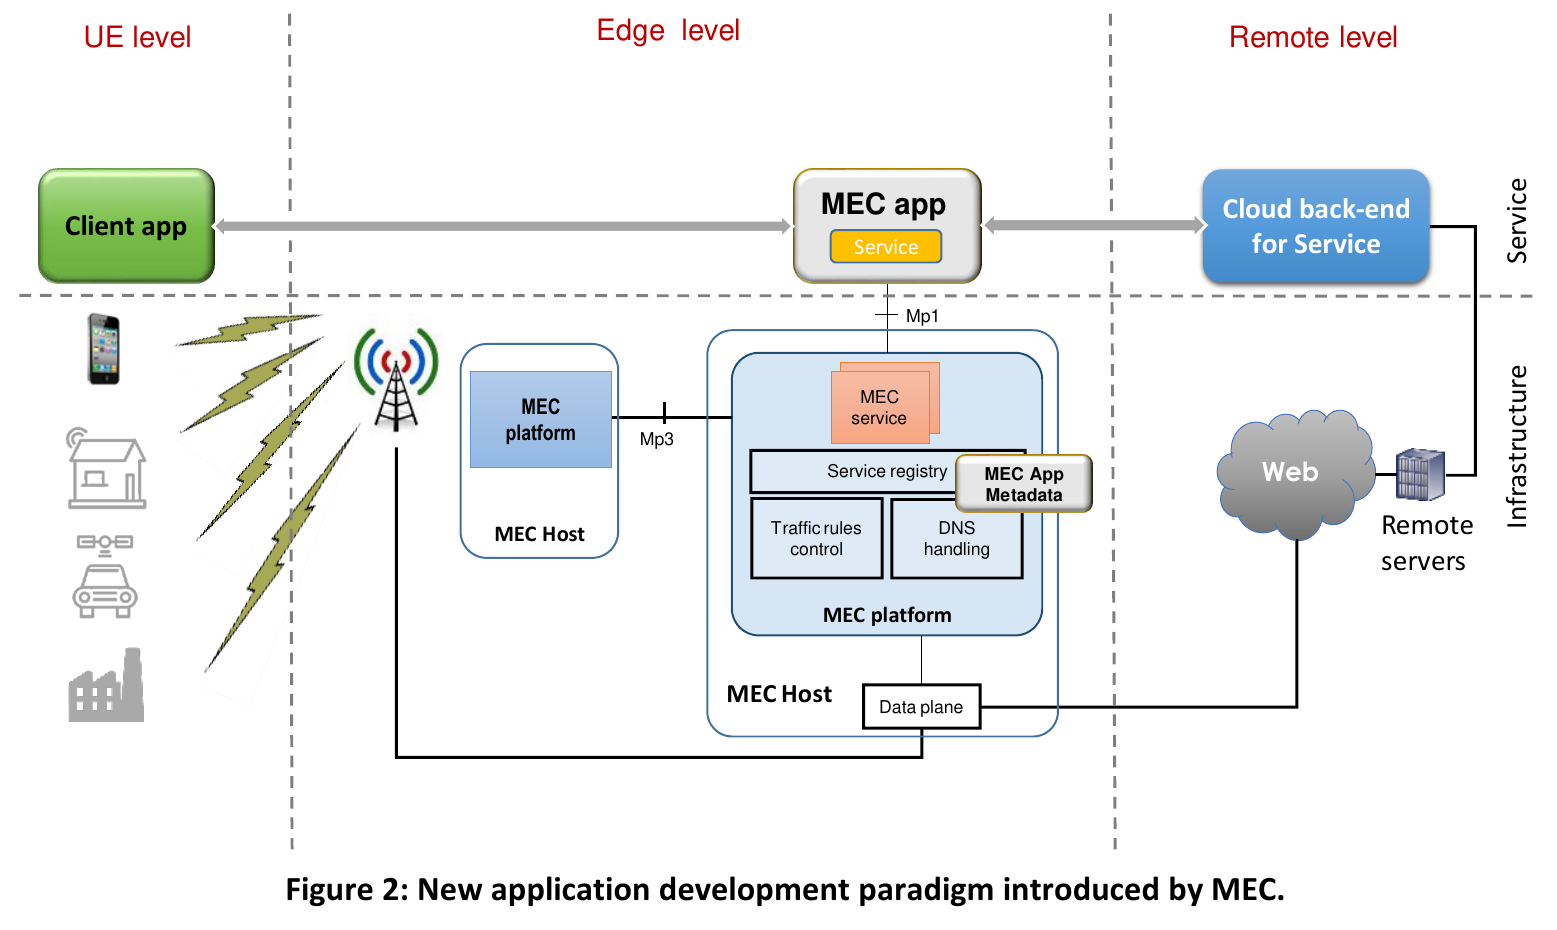 UE level
Edge level
Remote level
Client app
MEC app
Service
Cloud back-end
for Service
Service
Mp1
MEC
platform
MEC Host
Mp3
MEC
service
Service registry
MEC App
Metadata
Traffic rules
control
DNS
handling
MEC platform
MEC Host
Data plane
Web
Remote
servers
Infrastructure
Figure 2: New application development paradigm introduced by MEC.